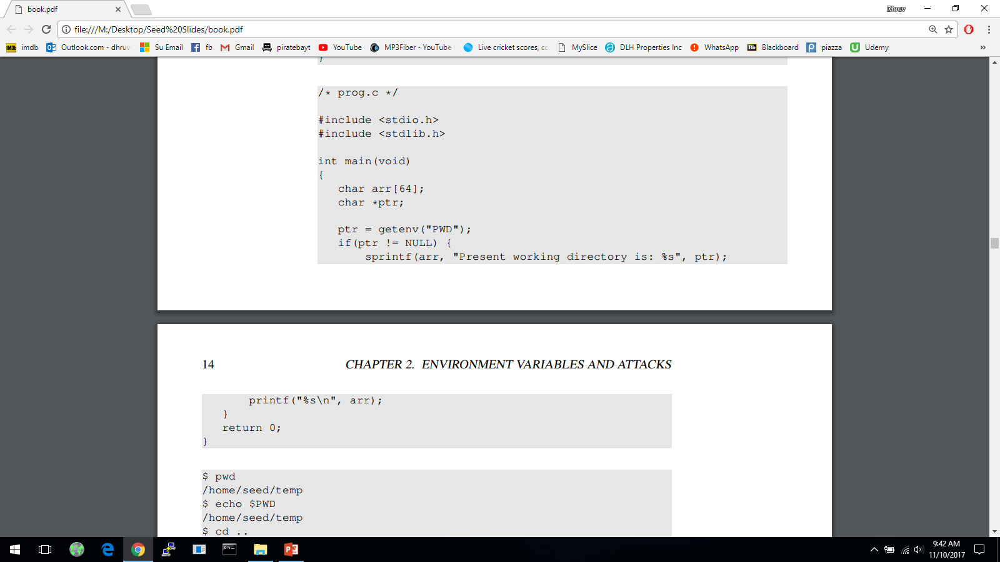 book.pdf
Dhruv
file:///M:/Desktop/Seed%20Slides/book.pdf
IMDb imdb Outlook.com - dhruv Su Email fb Gmail piratebayt YouTube MP3Fiber - YouTube Live cricket scores, co MySlice DLH Properties Inc WhatsApp Bb Blackboard piazza Udemy »
}
/* prog.c */
#include <stdio.h>
#include <stdlib.h>
int main(void)
{
char arr[64];
char *ptr;
ptr = getenv("PWD");
if(ptr != NULL) {
sprintf(arr, "Present working directory is: %s", ptr);
14 CHAPTER 2. ENVIRONMENT VARIABLES AND ATTACKS
printf("%s\n", arr);
}
return 0;
}
$ pwd
/home/seed/temp
$ echo $PWD
/home/seed/temp
$ cd ..
9:42 AM
11/10/2017